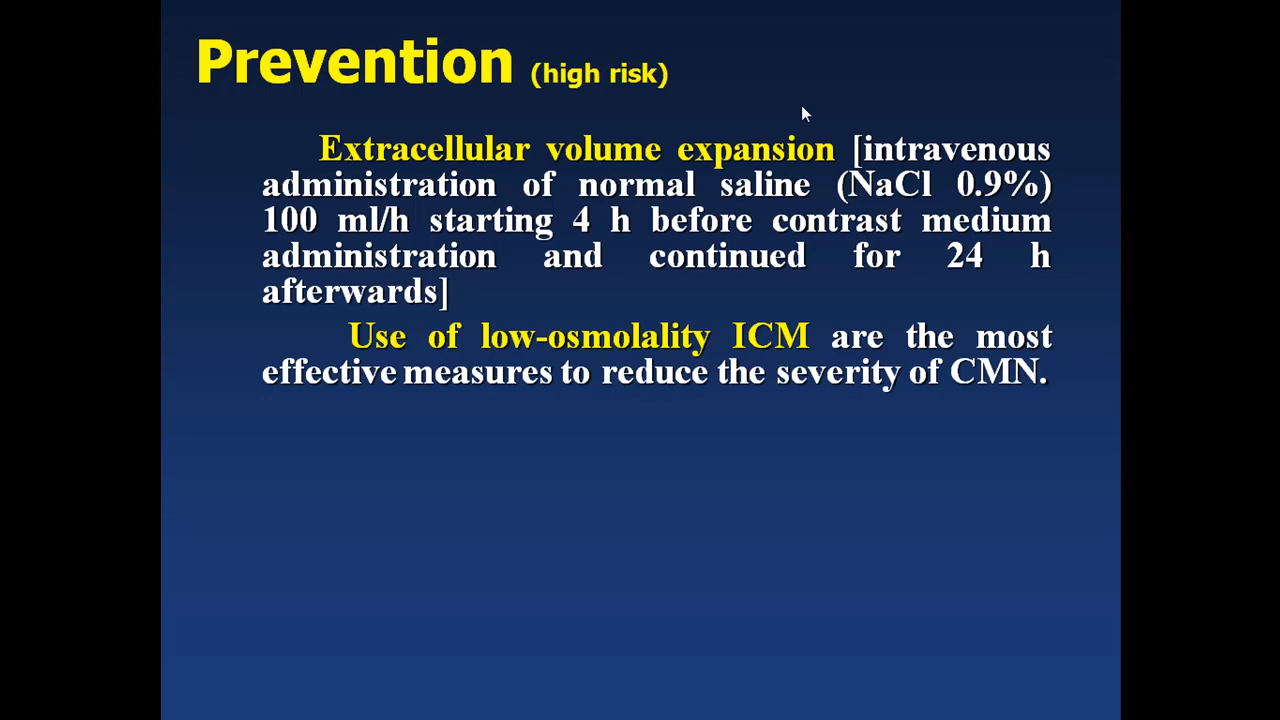 Prevention (high risk)
Extracellular volume expansion [intravenous
administration of normal saline (NaCl 0.9%)
100 ml/h starting 4 h before contrast medium
administration and continued for 24 h
afterwards]
Use of low-osmolality ICM are the most
effective measures to reduce the severity of CMN.